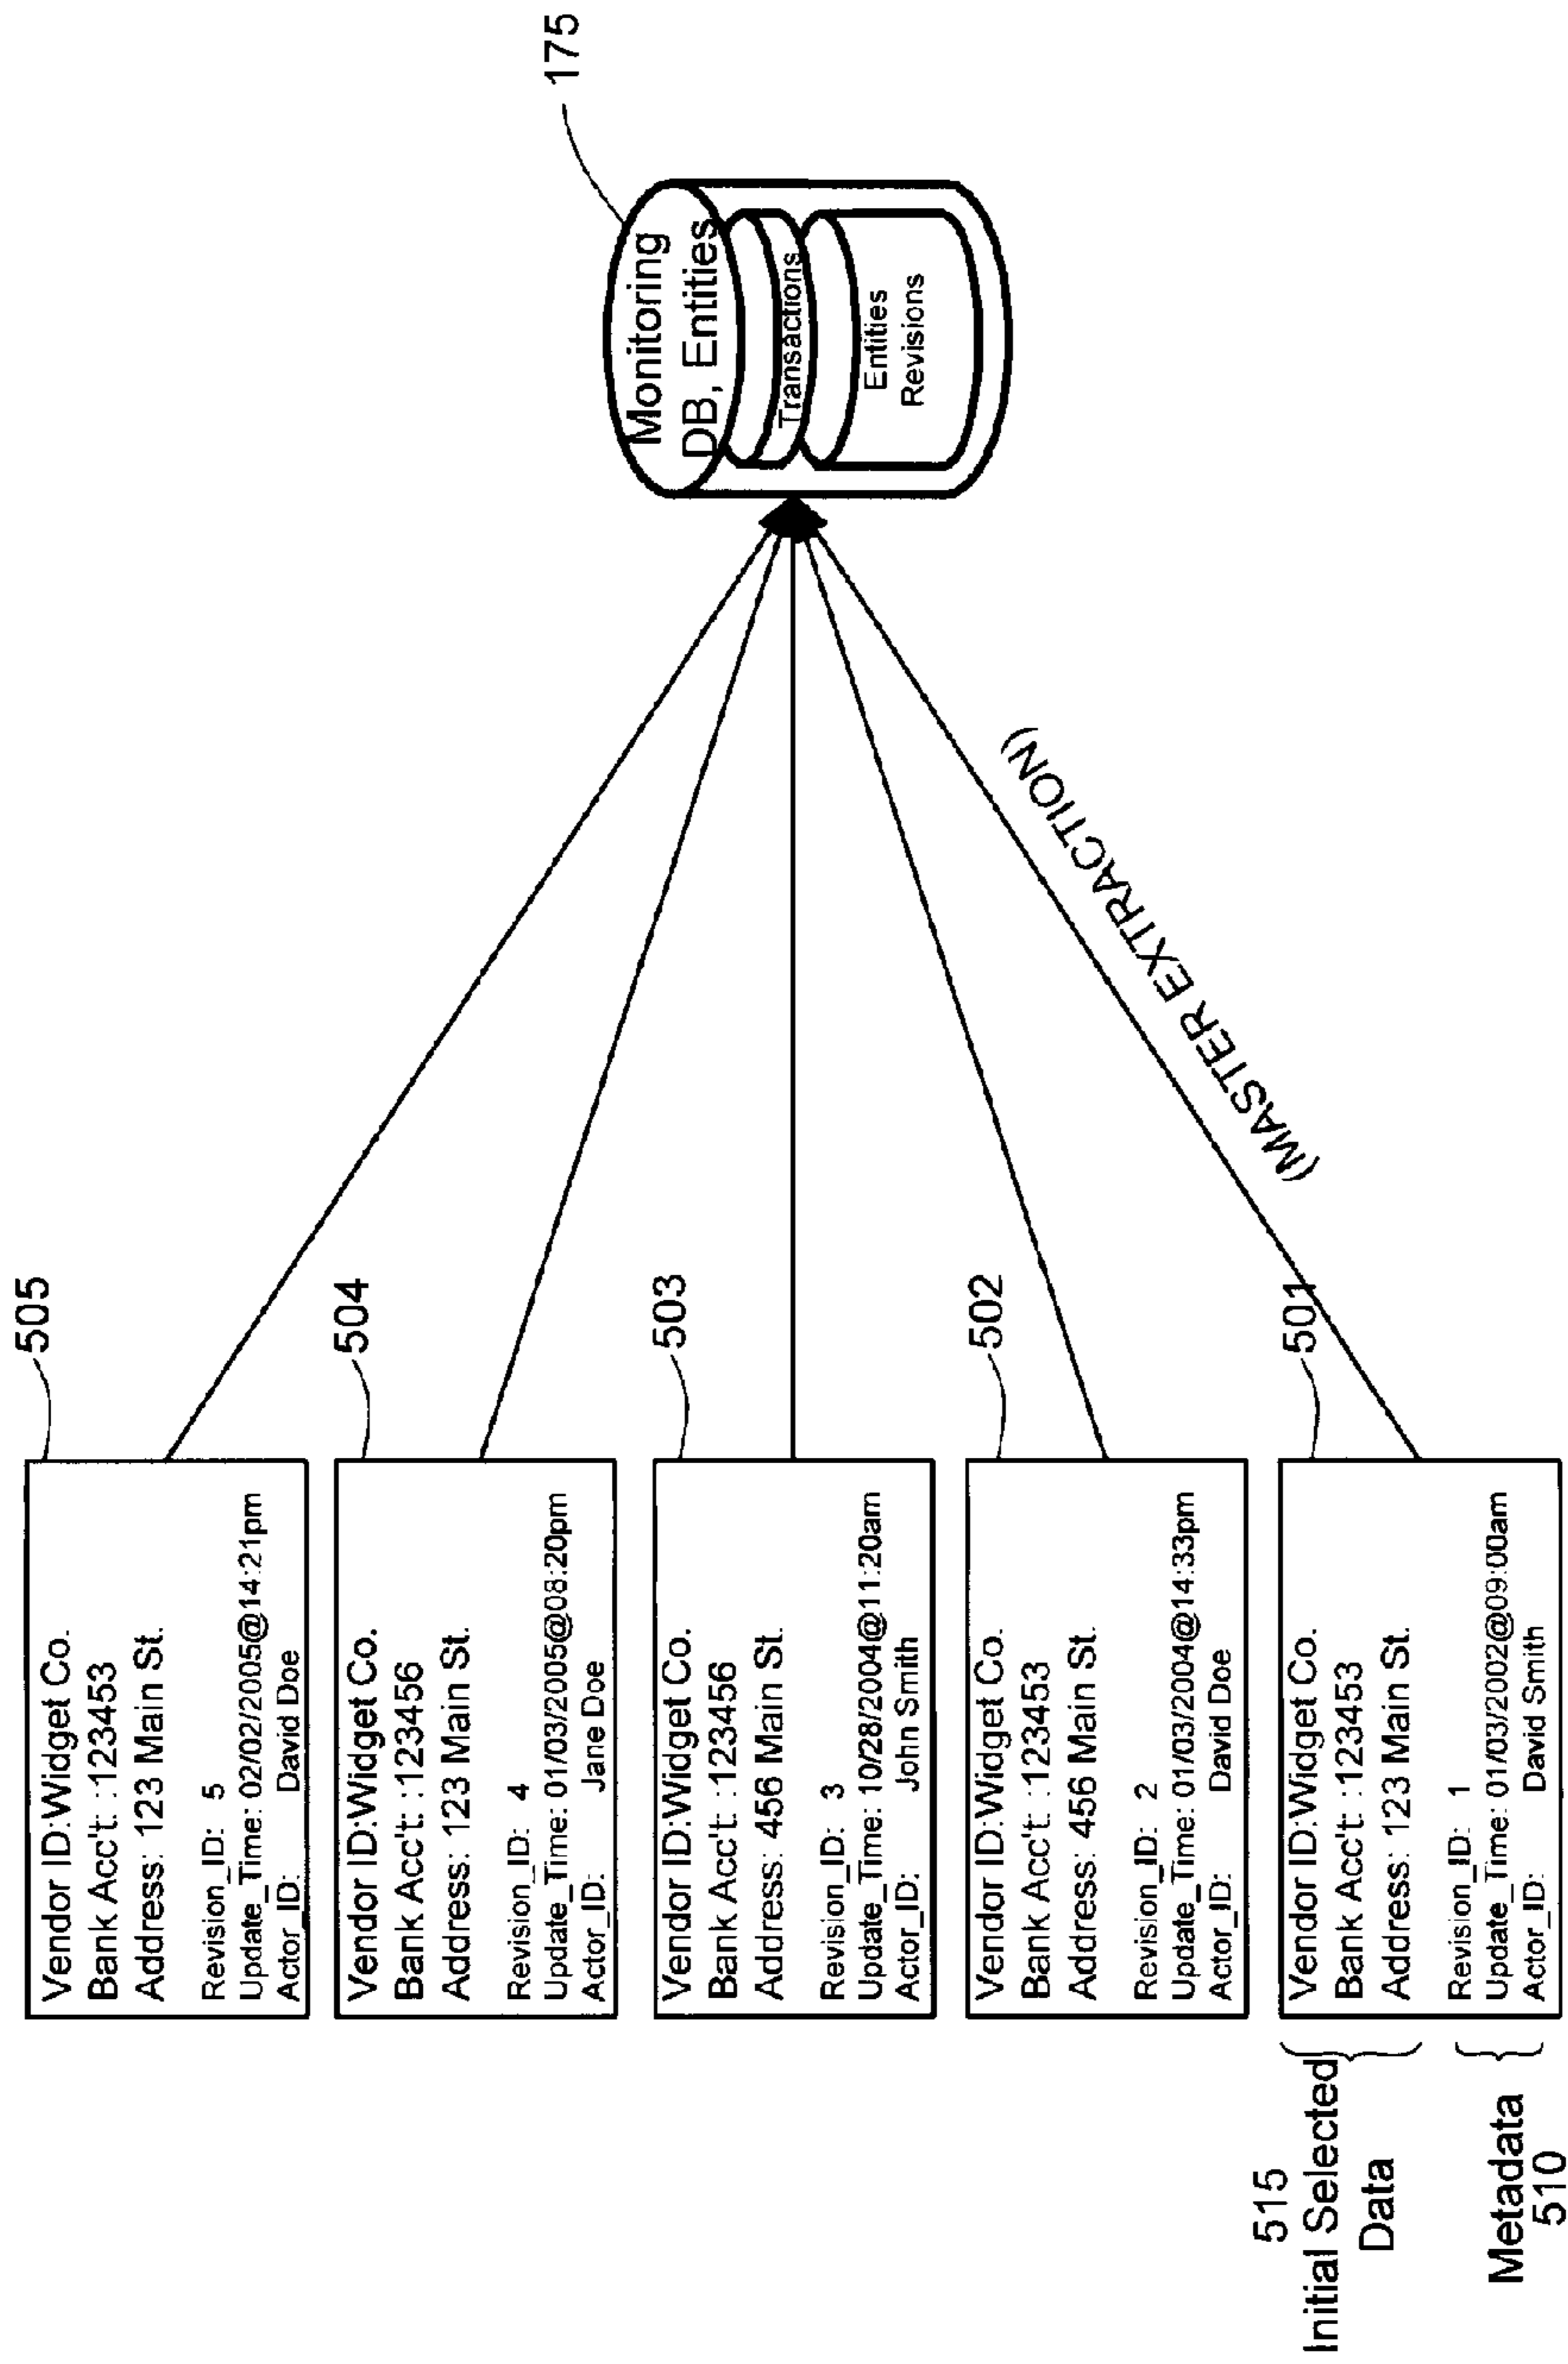 505
Vendor ID:Widget Co.
Bank Acc't :123453
Address: 123 Main St.
Revision_ID: 5
Update_Time: 02/02/2005@14:21pm
Actor_ID: David Doe
504
Vendor ID:Widget Co.
Bank Acc't :123456
Address: 123 Main St.
Revision_ID: 4
Update_Time: 01/03/2005@08:20pm
Actor_ID: Jane Doe
503
Vendor ID:Widget Co.
Bank Acc't :123456
Address: 456 Main St.
Revision_ID: 3
Update_Time: 10/28/2004@11:20am
Actor_ID: John Smith
502
Vendor ID:Widget Co.
Bank Acc't :123453
Address: 456 Main St.
Revision_ID: 2
Update_Time: 01/03/2004@14:33pm
Actor_ID: David Doe
501
Vendor ID:Widget Co.
Bank Acc't :123453
Address: 123 Main St.
Revision_ID: 1
Update_Time: 01/03/2002@09:00am
Actor_ID: David Smith
515
Initial Selected
Data
Metadata
510
(MASTER EXTRACTION)
175
Monitoring
DB, Entities
Transactions
Entities
Revisions